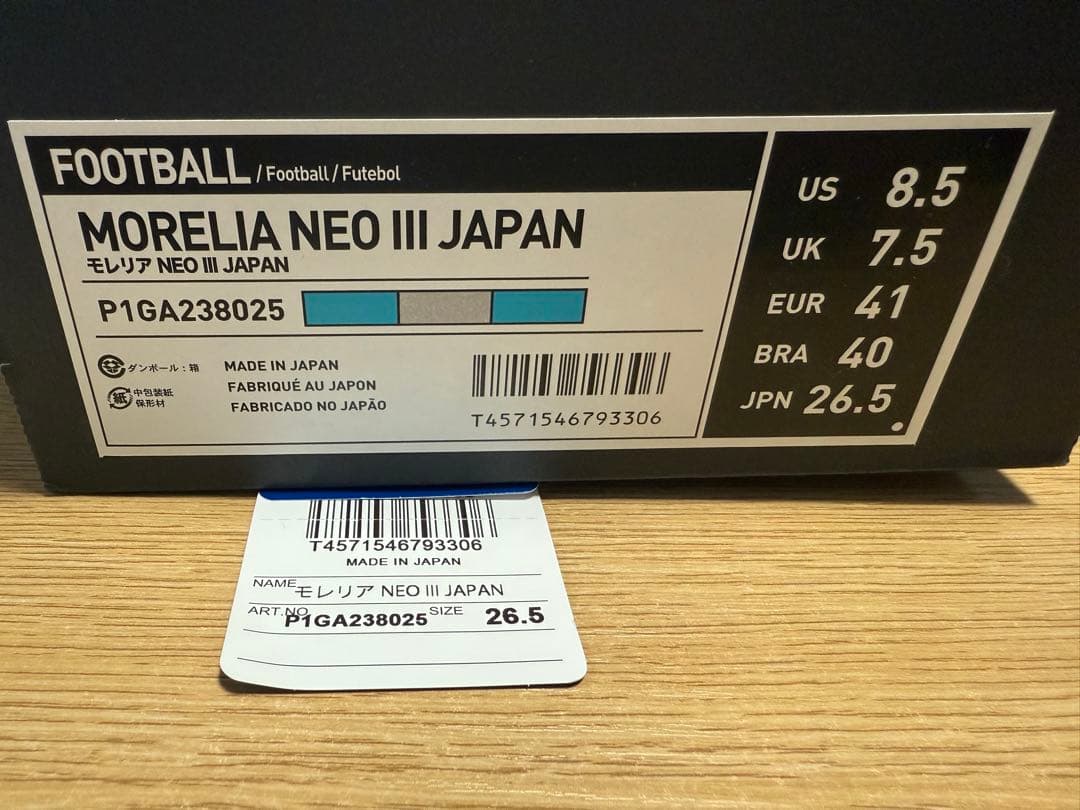 FOOTBALL / Football / Futebol
MORELIA NEO III JAPAN
モレリア NEO III JAPAN
P1GA238025
ダンボール：箱
紙 中包装紙
保形材
MADE IN JAPAN
FABRIQUÉ AU JAPON
FABRICADO NO JAPÃO
T4571546793306
US 8.5
UK 7.5
EUR 41
BRA 40
JPN 26.5
T4571546793306
MADE IN JAPAN
NAME モレリア NEO III JAPAN
ART.NO P1GA238025 SIZE 26.5